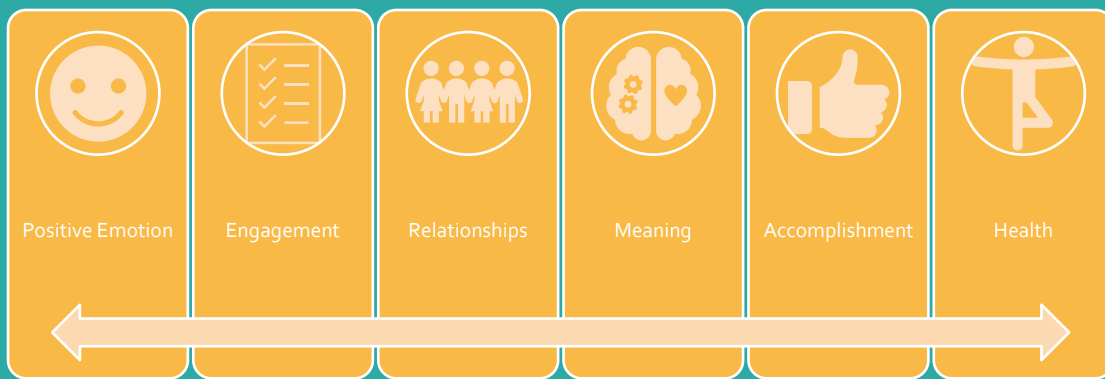 Positive Emotion
Engagement
Relationships
Meaning
Accomplishment
Health